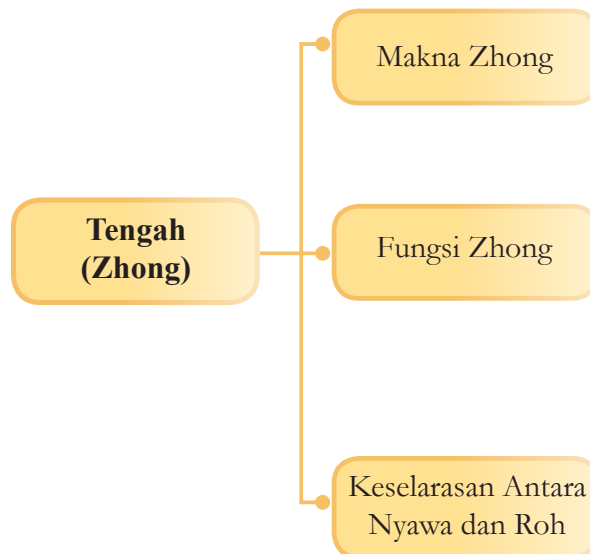 Makna Zhong
Tengah
(Zhong)
Fungsi Zhong
Keselarasan Antara
Nyawa dan Roh